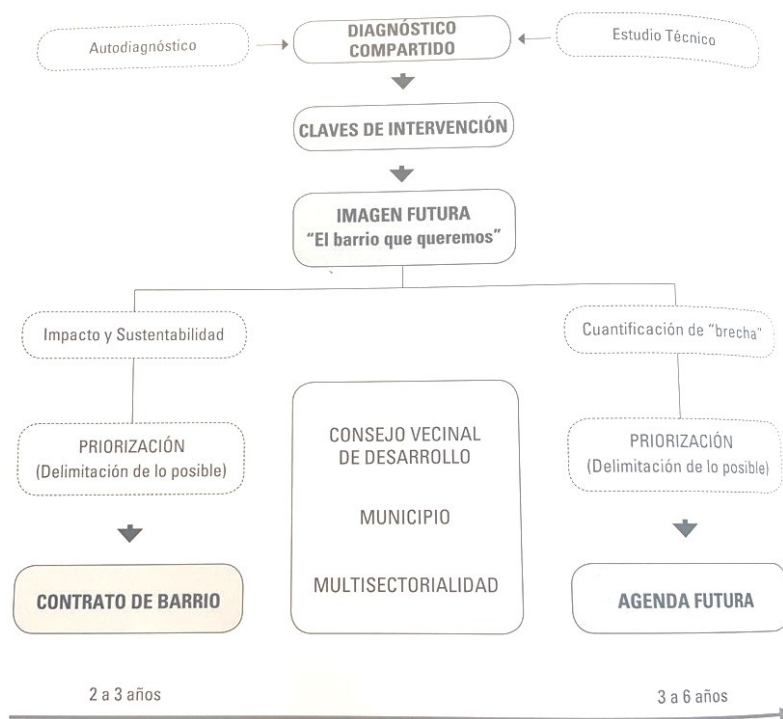 Autodiagnóstico
DIAGNÓSTICO
COMPARTIDO
Estudio Técnico
CLAVES DE INTERVENCIÓN
IMAGEN FUTURA
“El barrio que queremos”
Impacto y Sustentabilidad
Cuantificación de “brecha”
PRIORIZACIÓN
(Delimitación de lo posible)
CONSEJO VECINAL
DE DESARROLLO
MUNICIPIO
MULTISECTORIALIDAD
PRIORIZACIÓN
(Delimitación de lo posible)
CONTRATO DE BARRIO
AGENDA FUTURA
2 a 3 años
3 a 6 años